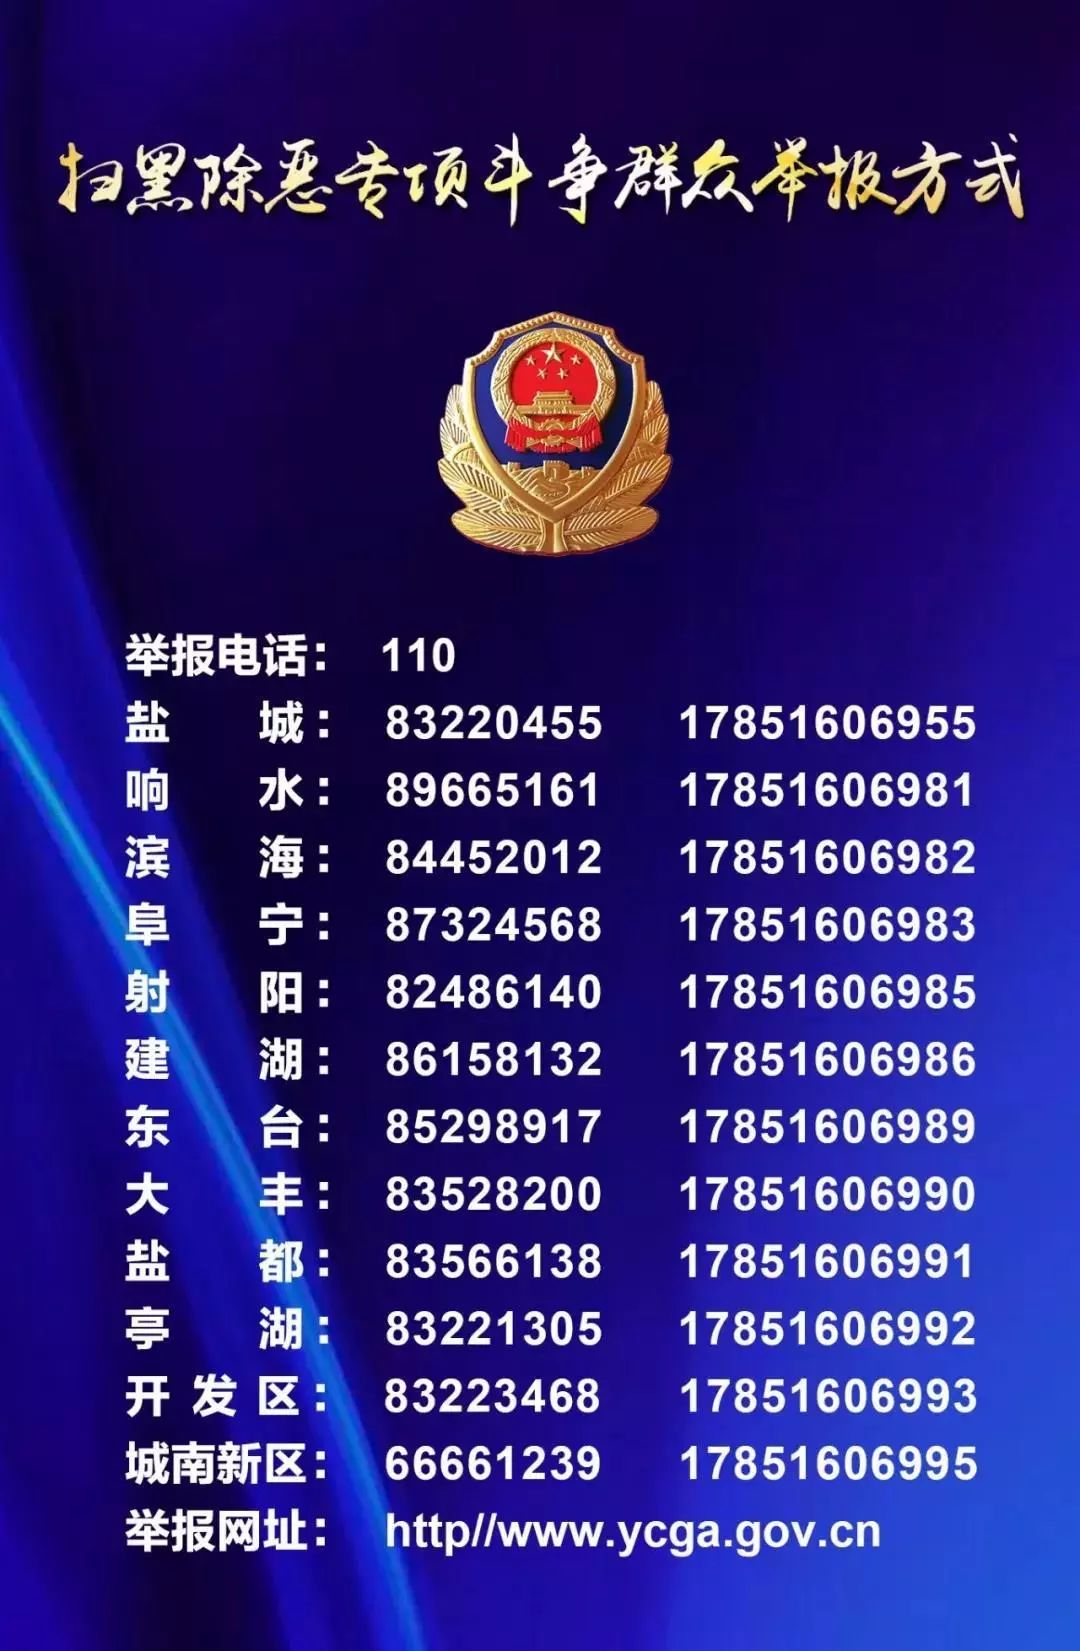 扫黑除恶专项斗争群众举报方式
举报电话： 110
盐城： 83220455 17851606955
响水： 89665161 17851606981
滨海： 84452012 17851606982
阜宁： 87324568 17851606983
射阳： 82486140 17851606985
建湖： 86158132 17851606986
东台： 85298917 17851606989
大丰： 83528200 17851606990
盐都： 83566138 17851606991
亭湖： 83221305 17851606992
开发区： 83223468 17851606993
城南新区： 66661239 17851606995
举报网址： http//www.ycga.gov.cn